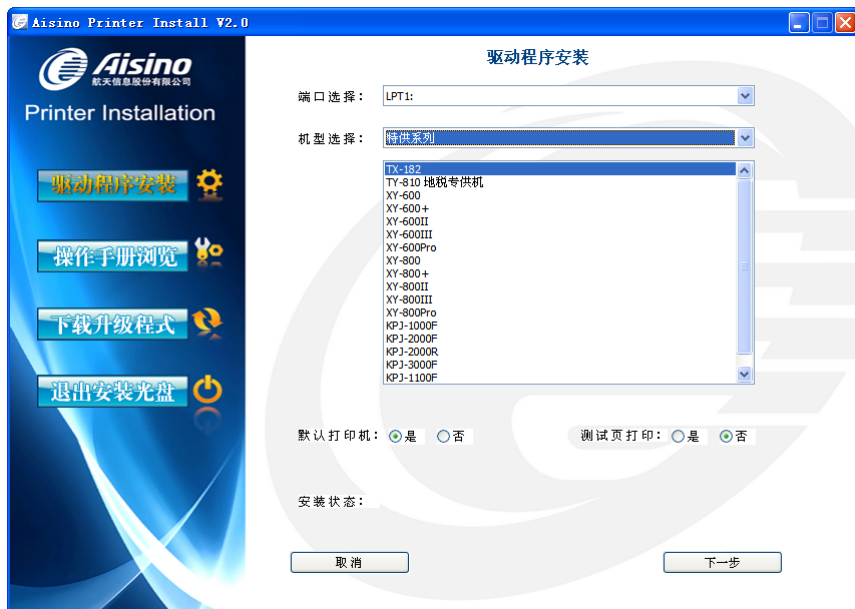 Aisino Printer Install V2.0
Aisino
航天信息股份有限公司
Printer Installation
驱动程序安装
操作手册浏览
下载升级程式
退出安装光盘
驱动程序安装
端口选择： LPT1:
机型选择： 特供系列
TX-182
TY-810 地税专供机
XY-600
XY-600+
XY-600II
XY-600III
XY-600Pro
XY-800
XY-800+
XY-800II
XY-800III
XY-800Pro
KPJ-1000F
KPJ-2000F
KPJ-2000R
KPJ-3000F
KPJ-1100F
默认打印机： 是 否 测试页打印： 是 否
安装状态：
取消 下一步